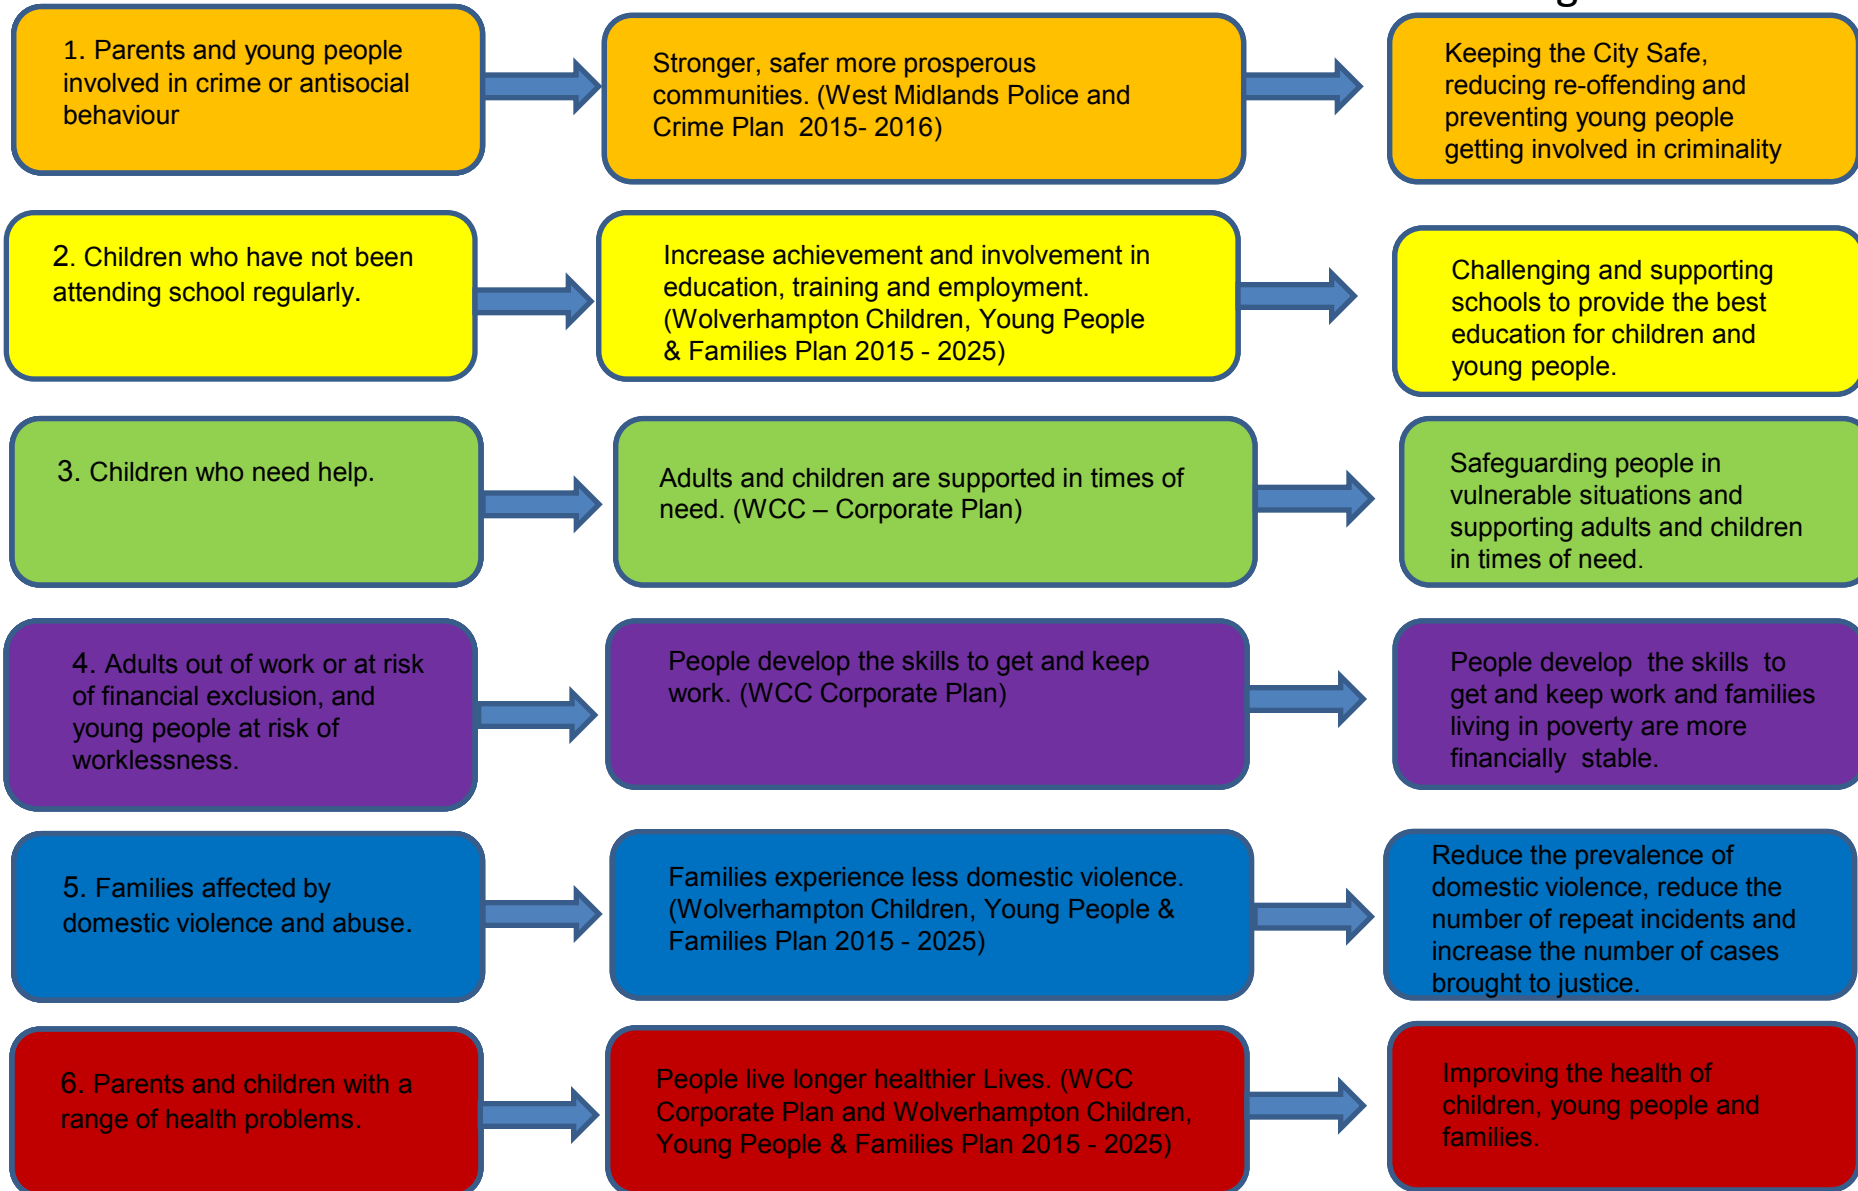 1. Parents and young people
involved in crime or antisocial
behaviour
Stronger, safer more prosperous
communities. (West Midlands Police and
Crime Plan 2015- 2016)
Keeping the City Safe,
reducing re-offending and
preventing young people
getting involved in criminality
2. Children who have not been
attending school regularly.
Increase achievement and involvement in
education, training and employment.
(Wolverhampton Children, Young People
& Families Plan 2015 - 2025)
Challenging and supporting
schools to provide the best
education for children and
young people.
3. Children who need help.
Adults and children are supported in times of
need. (WCC – Corporate Plan)
Safeguarding people in
vulnerable situations and
supporting adults and children
in times of need.
4. Adults out of work or at risk
of financial exclusion, and
young people at risk of
worklessness.
People develop the skills to get and keep
work. (WCC Corporate Plan)
People develop the skills to
get and keep work and families
living in poverty are more
financially stable.
5. Families affected by
domestic violence and abuse.
Families experience less domestic violence.
(Wolverhampton Children, Young People &
Families Plan 2015 - 2025)
Reduce the prevalence of
domestic violence, reduce the
number of repeat incidents and
increase the number of cases
brought to justice.
6. Parents and children with a
range of health problems.
People live longer healthier Lives. (WCC
Corporate Plan and Wolverhampton Children,
Young People & Families Plan 2015 - 2025)
Improving the health of
children, young people and
families.